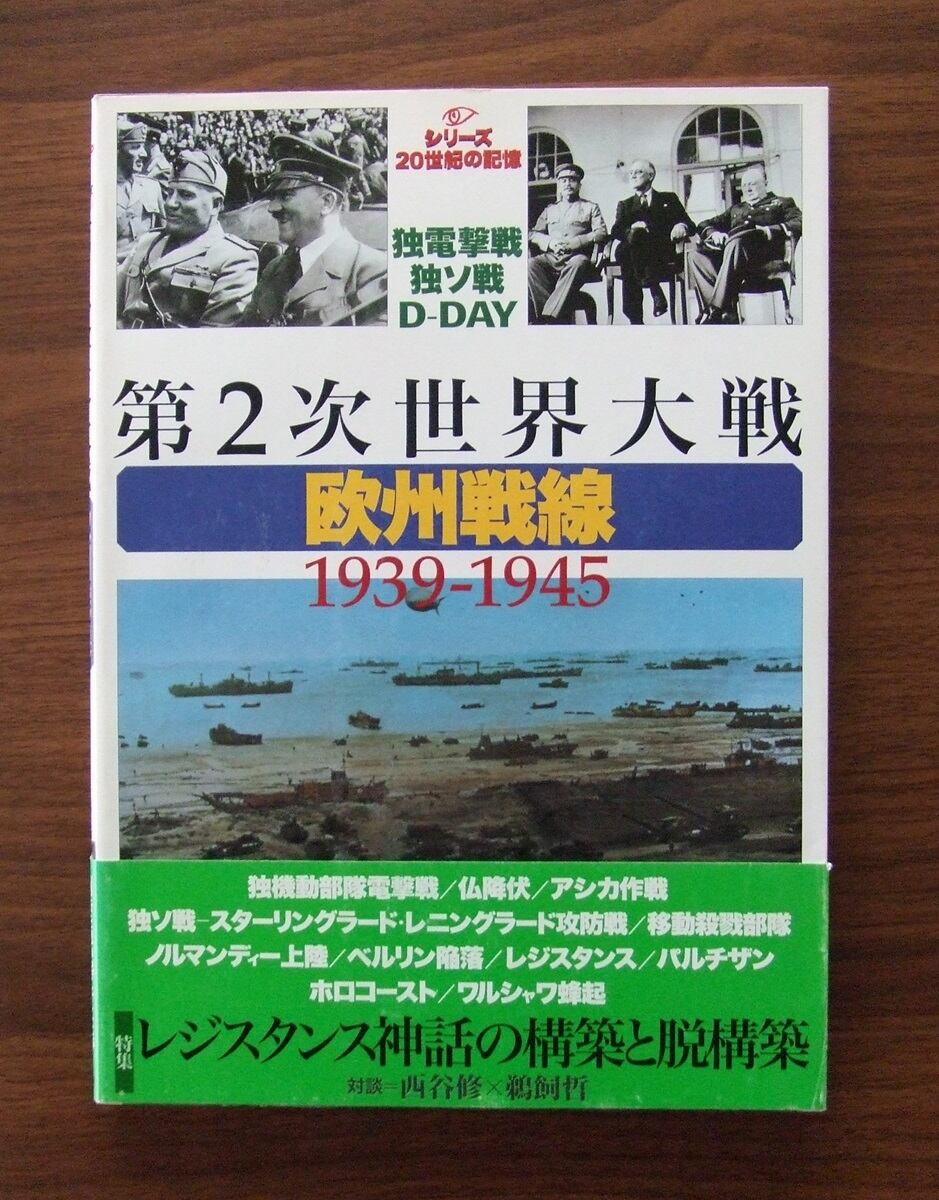 シリーズ
20世紀の記憶
独電撃戦
独ソ戦
D-DAY
第2次世界大戦
欧州戦線
1939-1945
独機動部隊電撃戦/仏降伏/アシカ作戦
独ソ戦-スターリングラード・レニングラード攻防戦/移動殺戮部隊
ノルマンディー上陸/ベルリン陥落/レジスタンス/パルチザン
ホロコースト/ワルシャワ蜂起
特集 レジスタンス神話の構築と脱構築
対談=西谷修×鵜飼哲